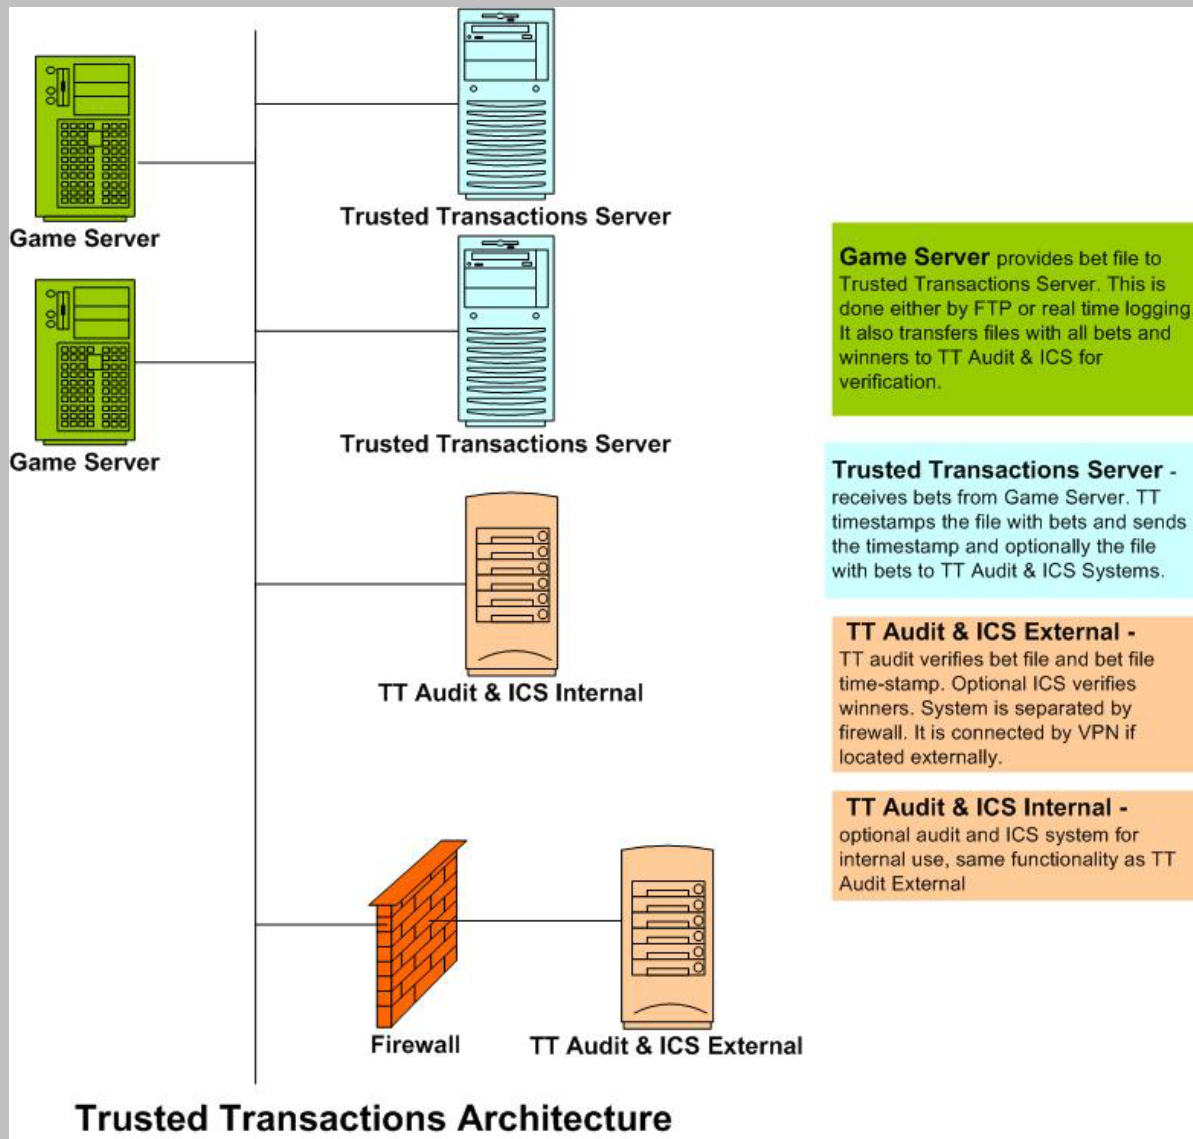 Trusted Transactions Server
Game Server
Trusted Transactions Server
Game Server
TT Audit & ICS Internal
Firewall
TT Audit & ICS External
Trusted Transactions Architecture
Game Server provides bet file to
Trusted Transactions Server. This is
done either by FTP or real time logging.
It also transfers files with all bets and
winners to TT Audit & ICS for
verification.
Trusted Transactions Server -
receives bets from Game Server. TT
timestamps the file with bets and sends
the timestamp and optionally the file
with bets to TT Audit & ICS Systems.
TT Audit & ICS External -
TT audit verifies bet file and bet file
time-stamp. Optional ICS verifies
winners. System is separated by
firewall. It is connected by VPN if
located externally.
TT Audit & ICS Internal -
optional audit and ICS system for
internal use, same functionality as TT
Audit External